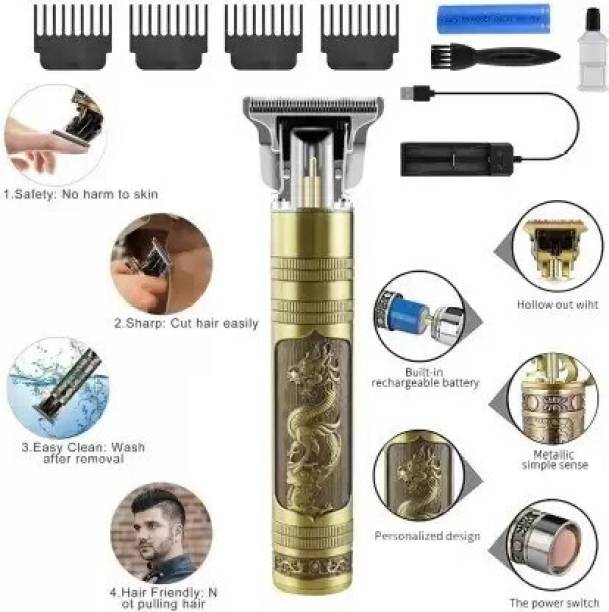 1.Safety: No harm to skin
2.Sharp: Cut hair easily
3.Easy Clean: Wash
after removal
4.Hair Friendly: N
ot pulling hair
Hollow out wiht
Built-in
rechargeable battery
Metallic
simple sense
Personalized design
The power switch